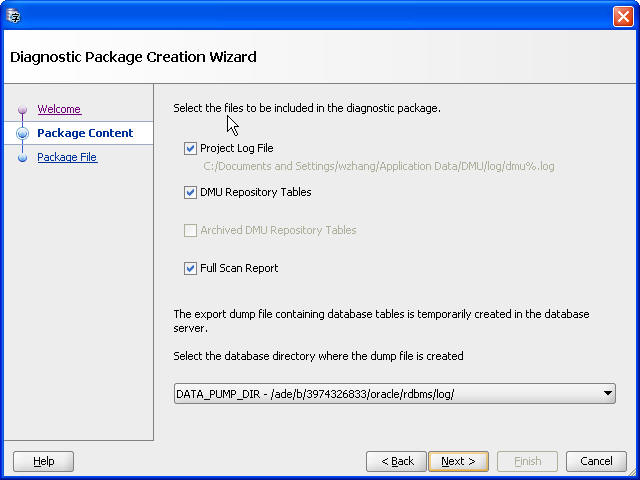 Diagnostic Package Creation Wizard
Welcome
Package Content
Package File
Select the files to be included in the diagnostic package.
Project Log File
C:/Documents and Settings/wzhang/Application Data/DMU/log/dmu%.log
DMU Repository Tables
Archived DMU Repository Tables
Full Scan Report
The export dump file containing database tables is temporarily created in the database
server.
Select the database directory where the dump file is created
DATA_PUMP_DIR - /ade/b/3974326833/oracle/rdbms/log/
Help
< Back
Next >
Finish
Cancel